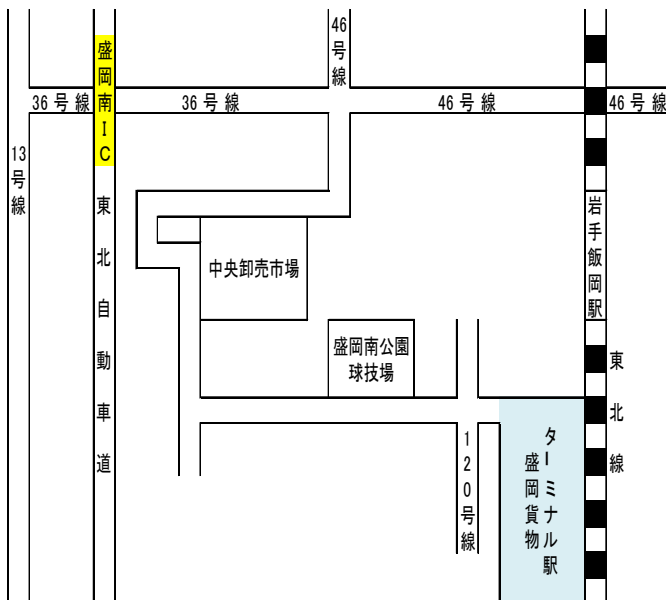 46号線
盛岡南IC
36号線
36号線
46号線
46号線
13号線
東北自動車道
岩手飯岡駅
中央卸売市場
盛岡南公園
球技場
東北線
120号線
盛岡貨物
ターミナル駅